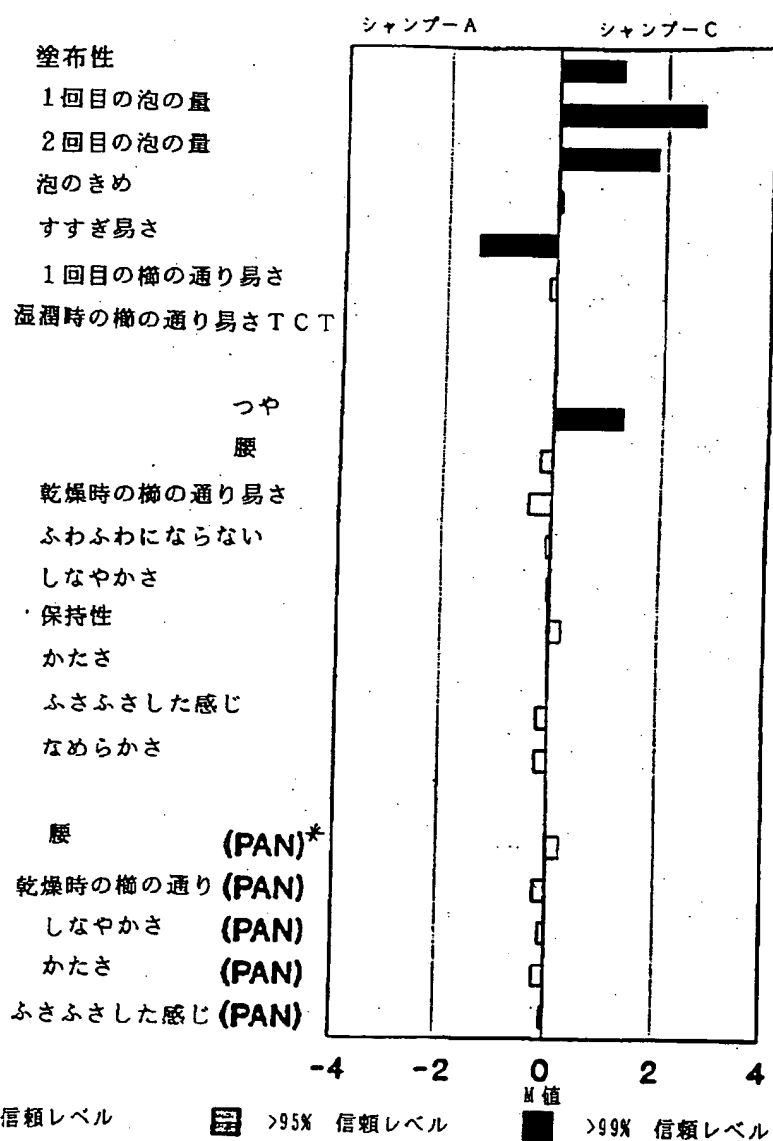 シャンプーA シャンプーC
塗布性
1回目の泡の量
2回目の泡の量
泡のきめ
すすぎ易さ
1回目の櫛の通り易さ
湿潤時の櫛の通り易さTCT
つや
腰
乾燥時の櫛の通り易さ
ふわふわにならない
しなやかさ
保持性
かたさ
ふさふさした感じ
なめらかさ
腰 (PAN)*
乾燥時の櫛の通り (PAN)
しなやかさ (PAN)
かたさ (PAN)
ふさふさした感じ (PAN)
-4 -2 0 2 4
M値
信頼レベル >95% 信頼レベル >99% 信頼レベル